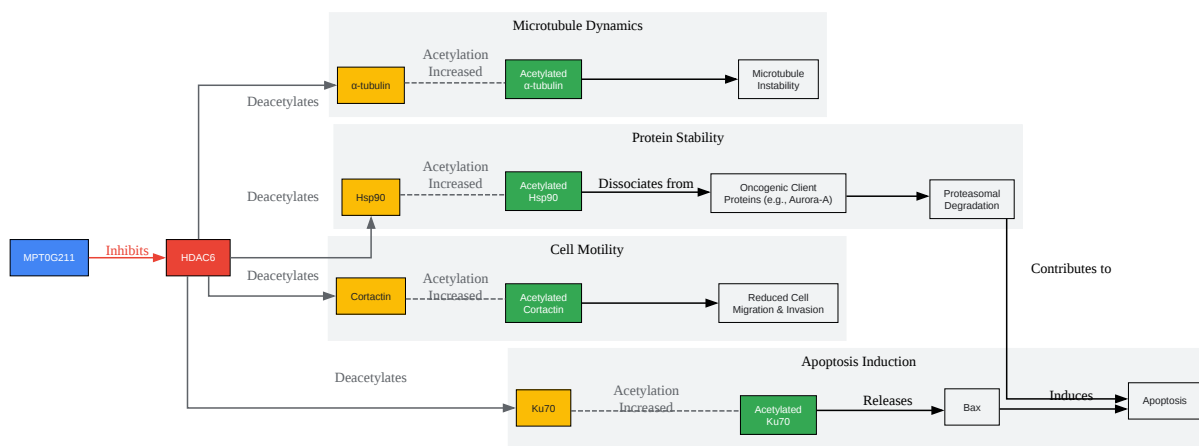 Microtubule Dynamics
Acetylation
Increased
α-tubulin
Acetylated
α-tubulin
Microtubule
Instability
Deacetylates
Protein Stability
Acetylation
Increased
Deacetylates
Hsp90
Acetylated
Hsp90
Dissociates from
Oncogenic Client
Proteins (e.g., Aurora-A)
Proteasomal
Degradation
MPT0G211
Inhibits
HDAC6
Cell Motility
Deacetylates
Acetylation
Increased
Cortactin
Acetylated
Cortactin
Reduced Cell
Migration & Invasion
Contributes to
Apoptosis Induction
Deacetylates
Ku70
Acetylation
Increased
Acetylated
Ku70
Releases
Bax
Induces
Apoptosis